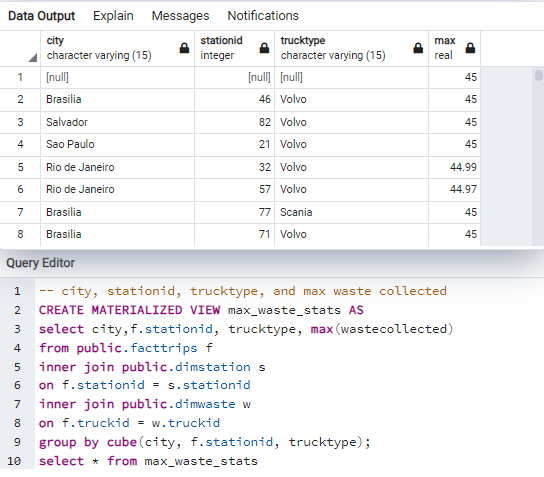 Data Output Explain Messages Notifications
city stationid trucktype max
character varying (15) integer character varying (15) real
1 [null] [null] [null] 45
2 Brasilia 46 Volvo 45
3 Salvador 82 Volvo 45
4 Sao Paulo 21 Volvo 45
5 Rio de Janeiro 32 Volvo 44.99
6 Rio de Janeiro 57 Volvo 44.97
7 Brasilia 77 Scania 45
8 Brasilia 71 Volvo 45
Query Editor
1 -- city, stationid, trucktype, and max waste collected
2 CREATE MATERIALIZED VIEW max_waste_stats AS
3 select city,f.stationid, trucktype, max(wastecollected)
4 from public.facttrips f
5 inner join public.dimstation s
6 on f.stationid = s.stationid
7 inner join public.dimwaste w
8 on f.truckid = w.truckid
9 group by cube(city, f.stationid, trucktype);
10 select * from max_waste_stats